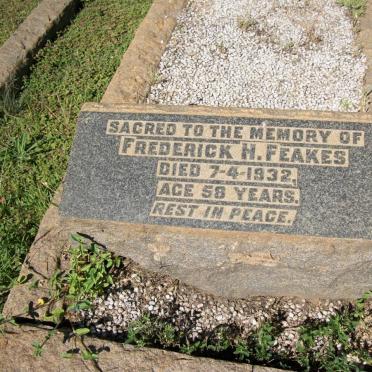 SACRED TO THE MEMORY OF
FREDERICK H. FEAKES
DIED 7-4-1932,
AGE 58 YEARS.
REST IN PEACE.